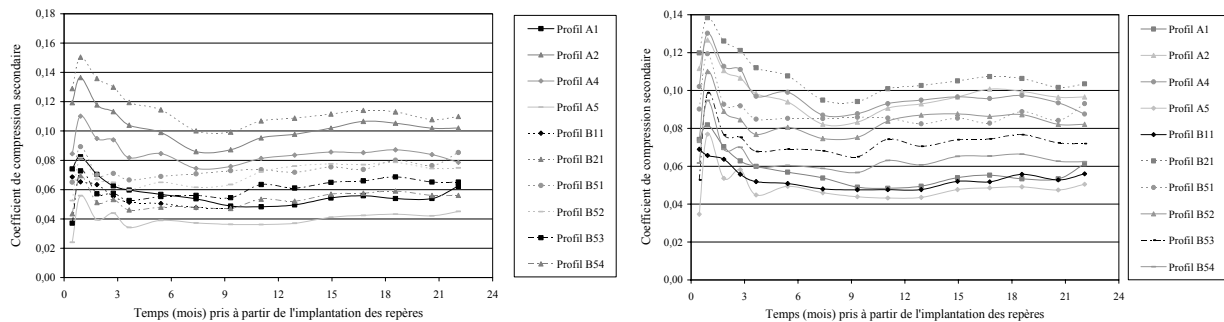 Coefficient de compression secondaire
0,18
0,16
0,14
0,12
0,10
0,08
0,06
0,04
0,02
0,00
0
3
6
9
12
15
18
21
24
Temps (mois) pris à partir de l'implantation des repères
Profil A1
Profil A2
Profil A4
Profil A5
Profil B11
Profil B21
Profil B51
Profil B52
Profil B53
Profil B54
Coefficient de compression secondaire
0,14
0,12
0,10
0,08
0,06
0,04
0,02
0,00
0
3
6
9
12
15
18
21
24
Temps (mois) pris à partir de l'implantation des repères
Profil A1
Profil A2
Profil A4
Profil A5
Profil B11
Profil B21
Profil B51
Profil B52
Profil B53
Profil B54